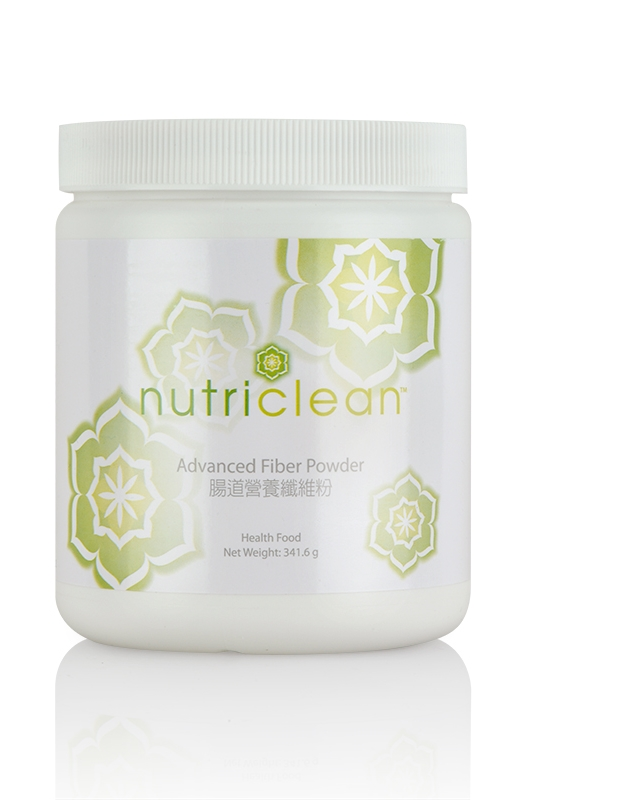 nutriclean™
Advanced Fiber Powder
腸道營養纖維粉
Health Food
Net Weight: 341.6 g